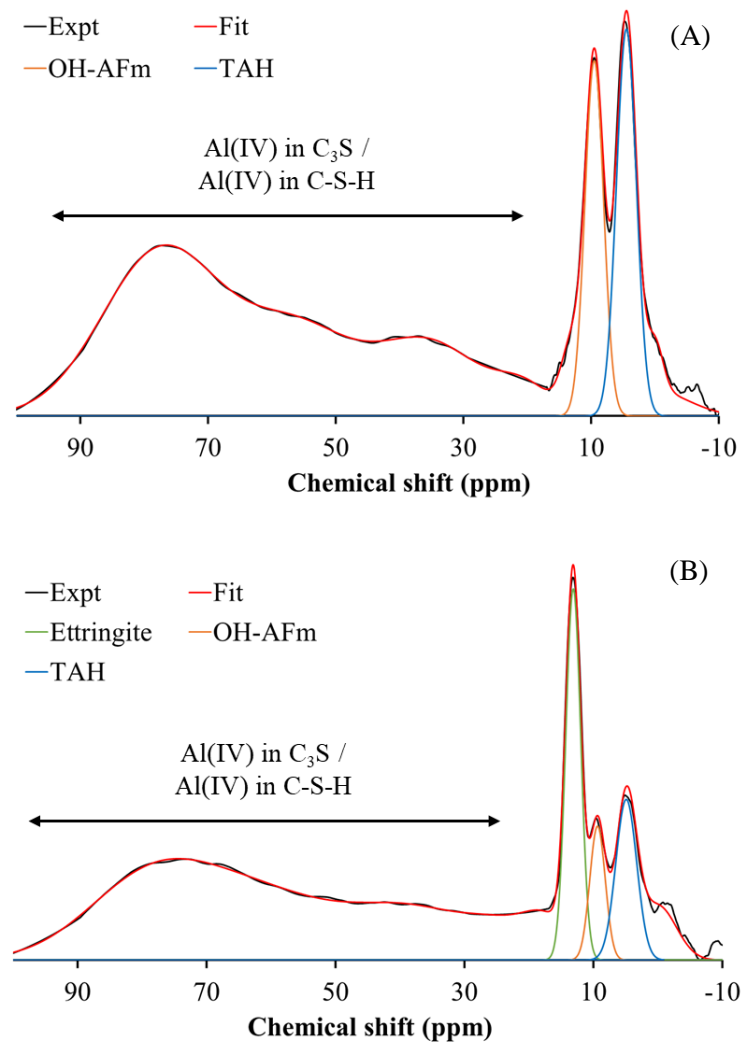 Expt Fit (A)
OH-AFm TAH
Al(IV) in C₃S /
Al(IV) in C-S-H
90 70 50 30 10 -10
Chemical shift (ppm)
Expt Fit (B)
Ettringite OH-AFm
TAH
Al(IV) in C₃S /
Al(IV) in C-S-H
90 70 50 30 10 -10
Chemical shift (ppm)